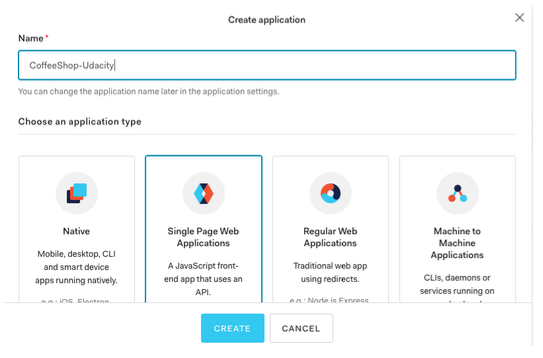 Create application
Name*
CoffeeShop-Udacity
You can change the application name later in the application settings.
Choose an application type
Native
Mobile, desktop, CLI
and smart device
apps running natively.
e.g.: iOS, Electron,
Single Page Web
Applications
A JavaScript front-
end app that uses an
API.
Regular Web
Applications
Traditional web app
using redirects.
e.g.: Node.js Express,
Machine to
Machine
Applications
CLIs, daemons or
services running on
CREATE
CANCEL